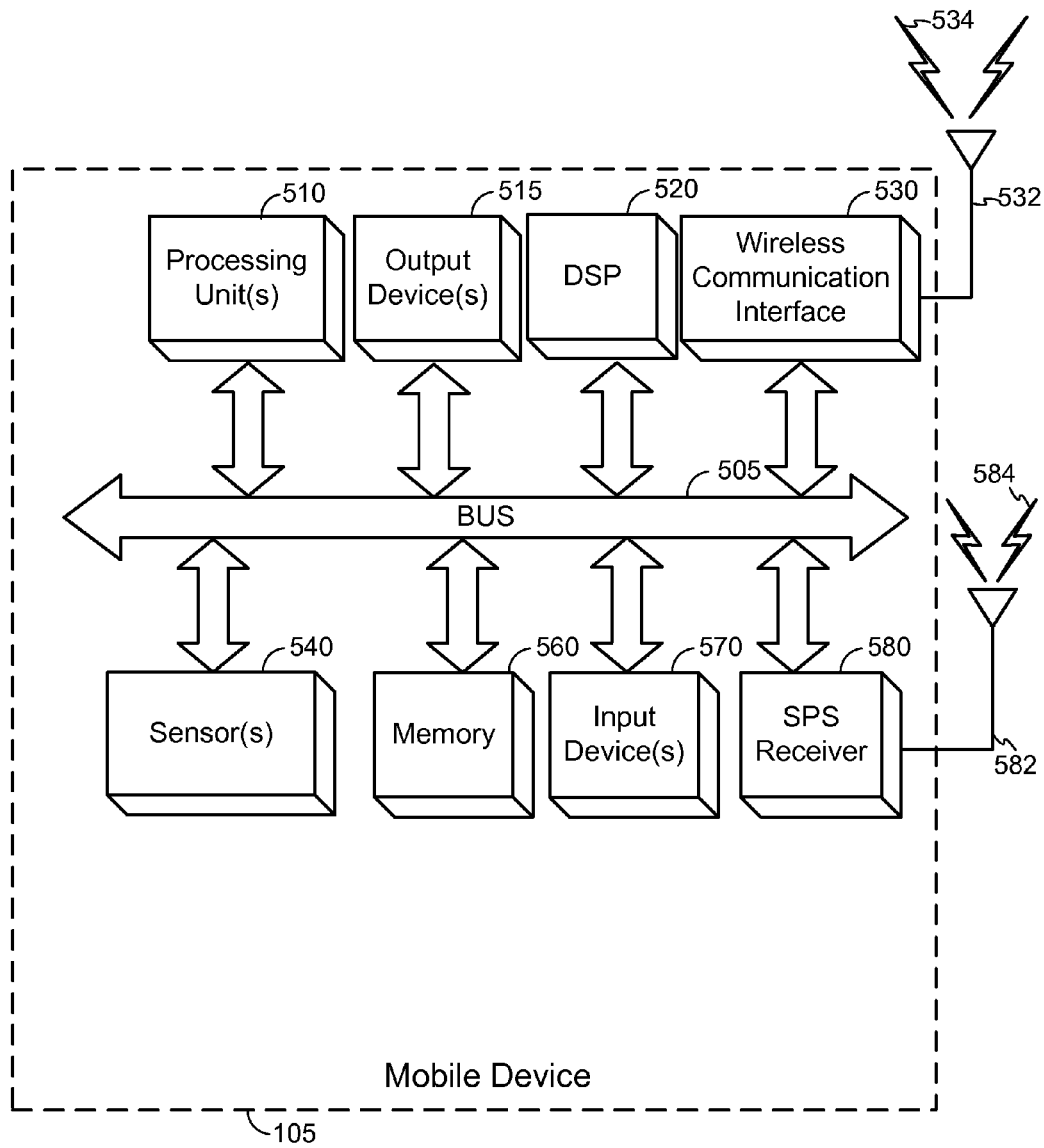 534
532
510
515
520
530
Processing
Unit(s)
Output
Device(s)
DSP
Wireless
Communication
Interface
505
BUS
584
582
540
560
570
580
Sensor(s)
Memory
Input
Device(s)
SPS
Receiver
Mobile Device
105